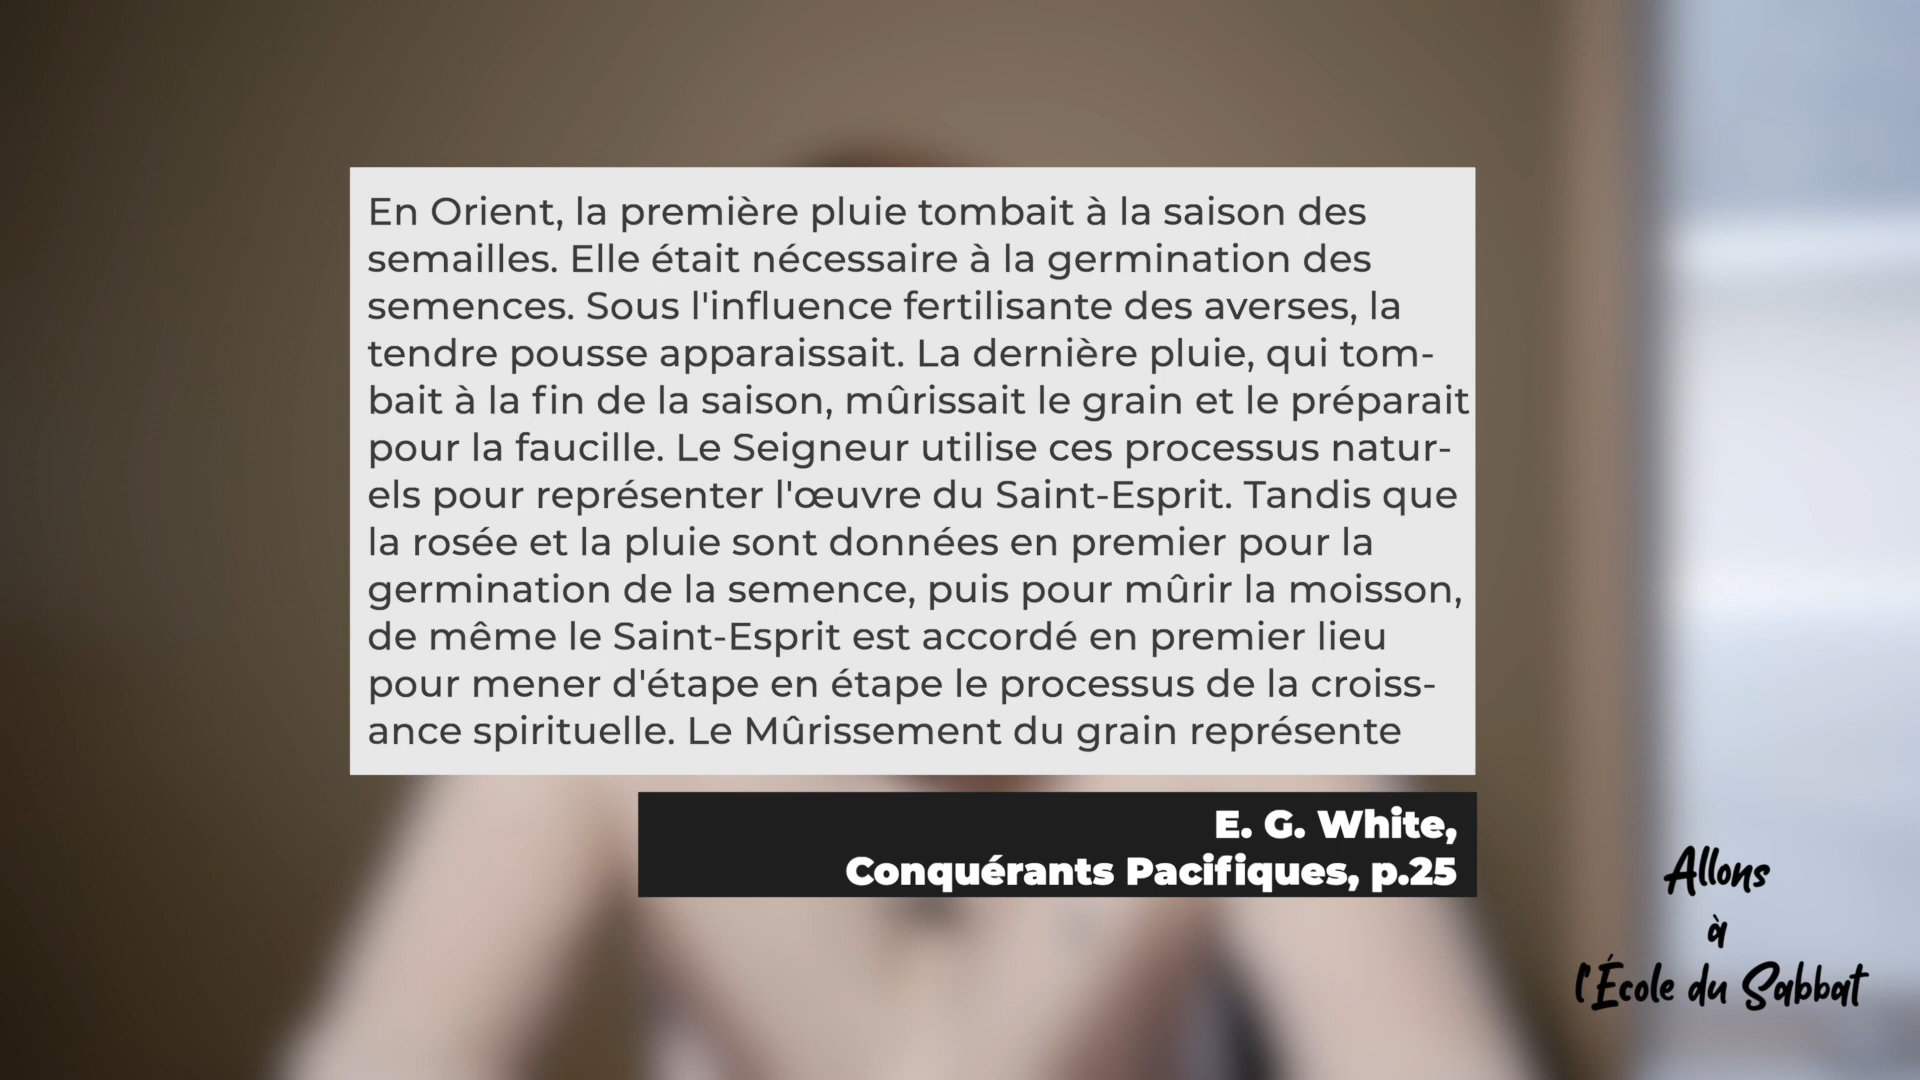 En Orient, la première pluie tombait à la saison des
semailles. Elle était nécessaire à la germination des
semences. Sous l'influence fertilisante des averses, la
tendre pousse apparaissait. La dernière pluie, qui tom-
bait à la fin de la saison, mûrissait le grain et le préparait
pour la faucille. Le Seigneur utilise ces processus natur-
els pour représenter l'œuvre du Saint-Esprit. Tandis que
la rosée et la pluie sont données en premier pour la
germination de la semence, puis pour mûrir la moisson,
de même le Saint-Esprit est accordé en premier lieu
pour mener d'étape en étape le processus de la croiss-
ance spirituelle. Le Mûrissement du grain représente
E. G. White,
Conquérants Pacifiques, p.25
Allons
à
l'École du Sabbat